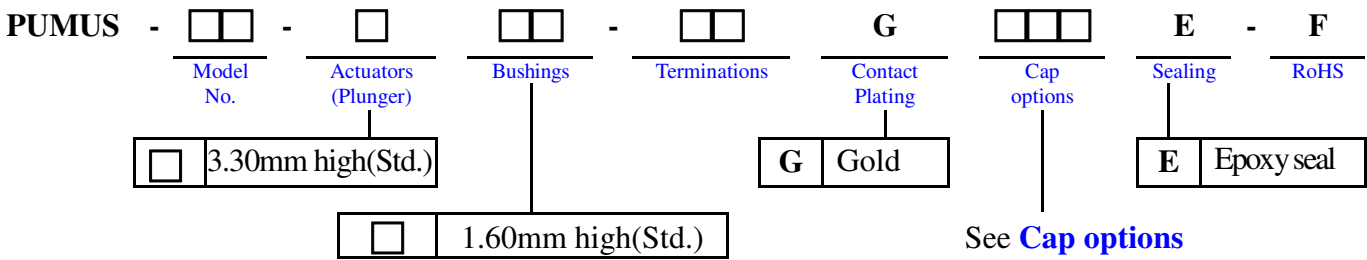 PUMUS - □□ - □ □□ - □□ G □□□ E - F
Model No. Actuators (Plunger) Bushings Terminations Contact Plating Cap options Sealing RoHS
□ 3.30mm high(Std.) G Gold E Epoxy seal
□ 1.60mm high(Std.) See Cap options